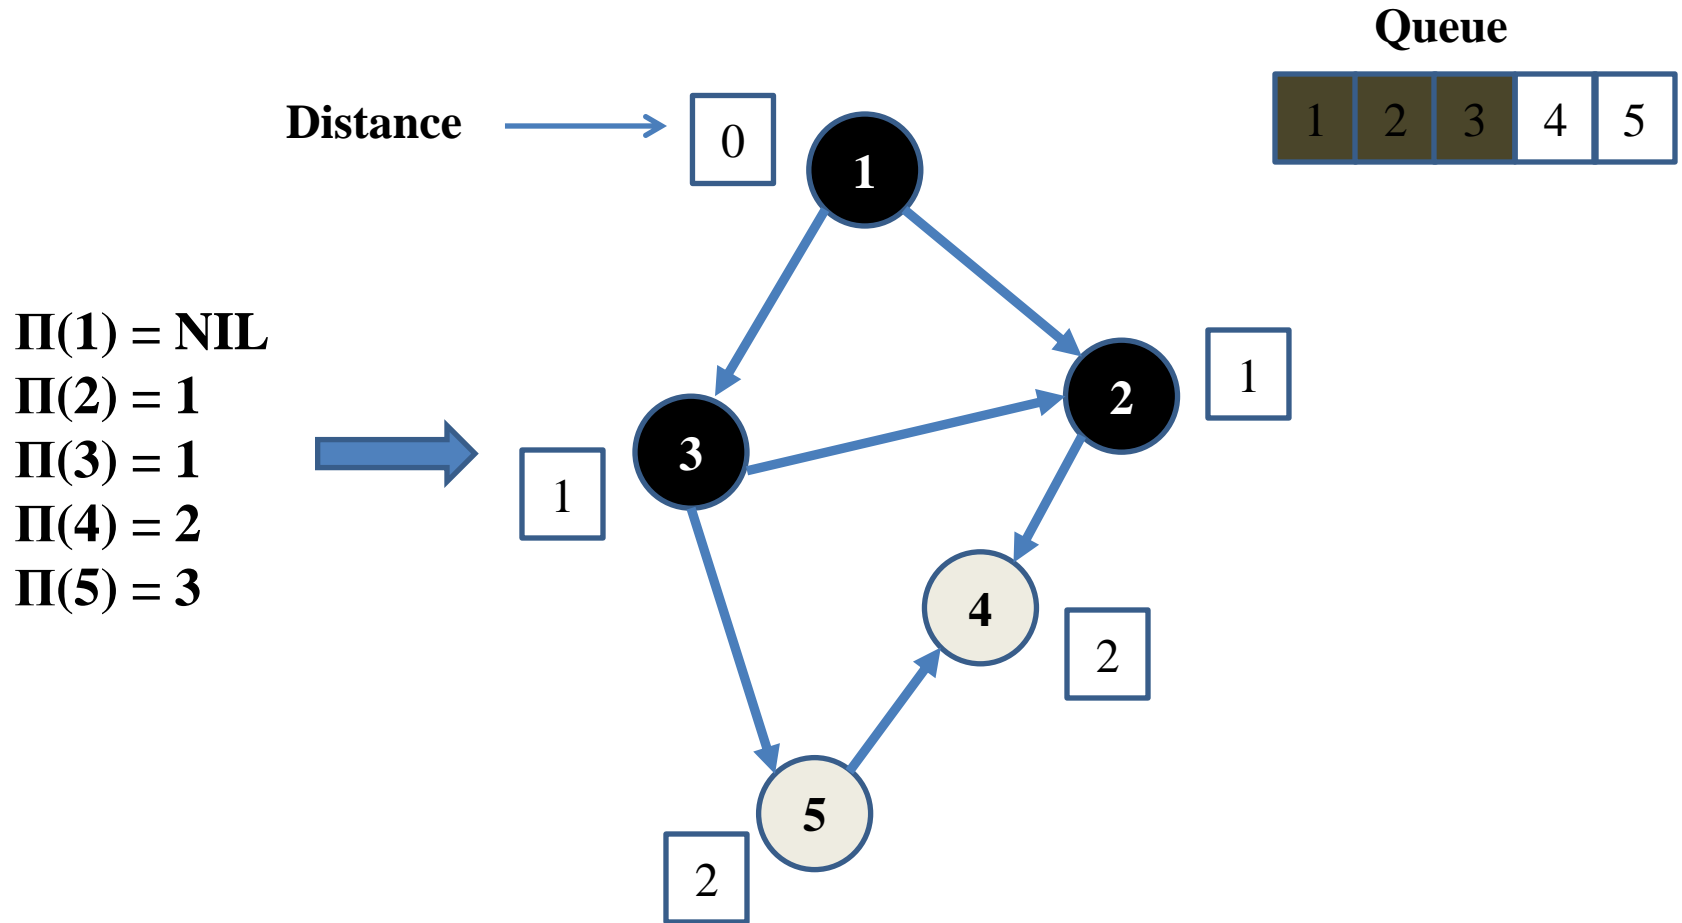 Queue
1 2 3 4 5
Distance
0
1
Π(1) = NIL
Π(2) = 1
Π(3) = 1
Π(4) = 2
Π(5) = 3
2
1
3
1
4
2
5
2